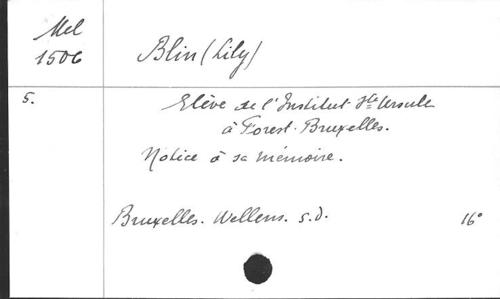 Mel
1506
Blin (Lily)
5.
Elève de l'Institut Ste Ursule
à Forest-Bruxelles.
Notice à sa mémoire.
Bruxelles. Wellens. s.d.
16°